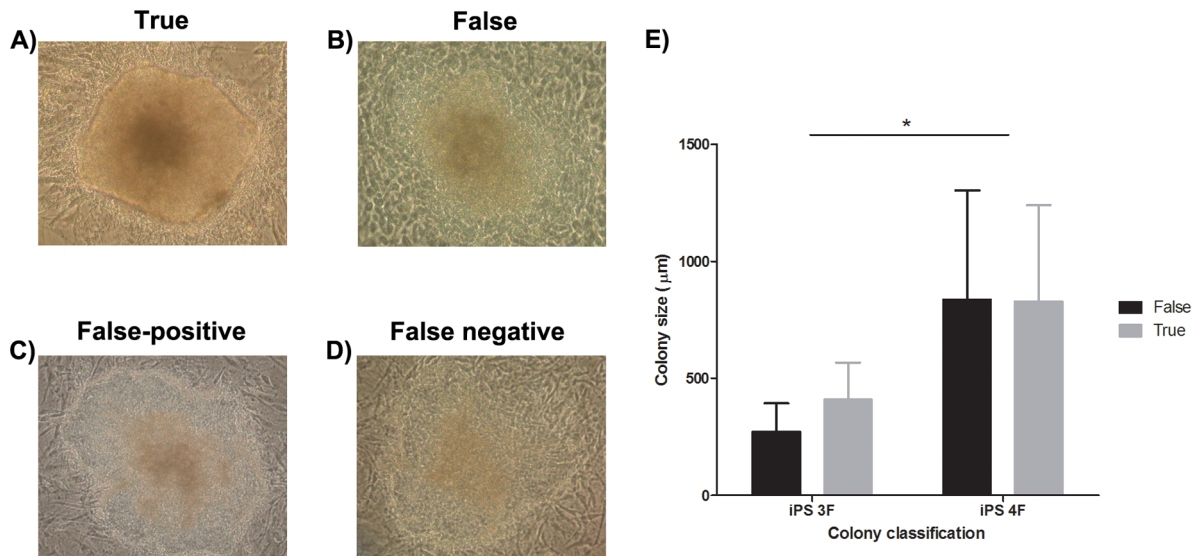 True
A)
False
B)
False-positive
C)
False negative
D)
E)
*
1500
1000
500
0
Colony size ( μm)
iPS 3F
iPS 4F
Colony classification
False
True